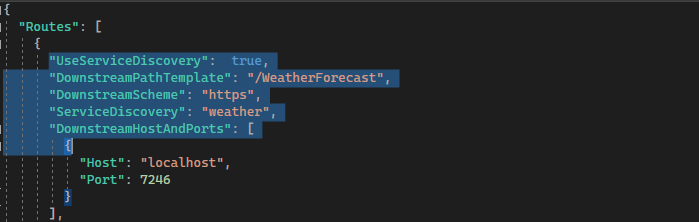 {
"Routes": [
{
"UseServiceDiscovery":  true,
"DownstreamPathTemplate": "/WeatherForecast",
"DownstreamScheme": "https",
"ServiceDiscovery": "weather",
"DownstreamHostAndPorts": [
{
"Host": "localhost",
"Port": 7246
}
],